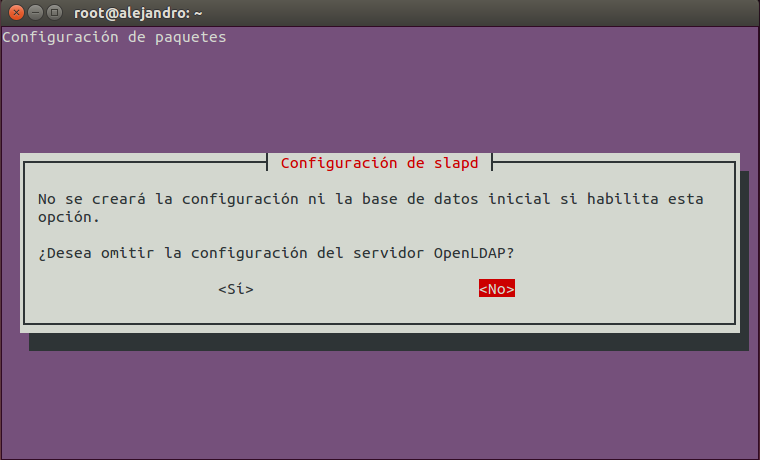 root@alejandro: ~
Configuración de paquetes
Configuración de slapd
No se creará la configuración ni la base de datos inicial si habilita esta
opción.
¿Desea omitir la configuración del servidor OpenLDAP?
<Sí> <No>